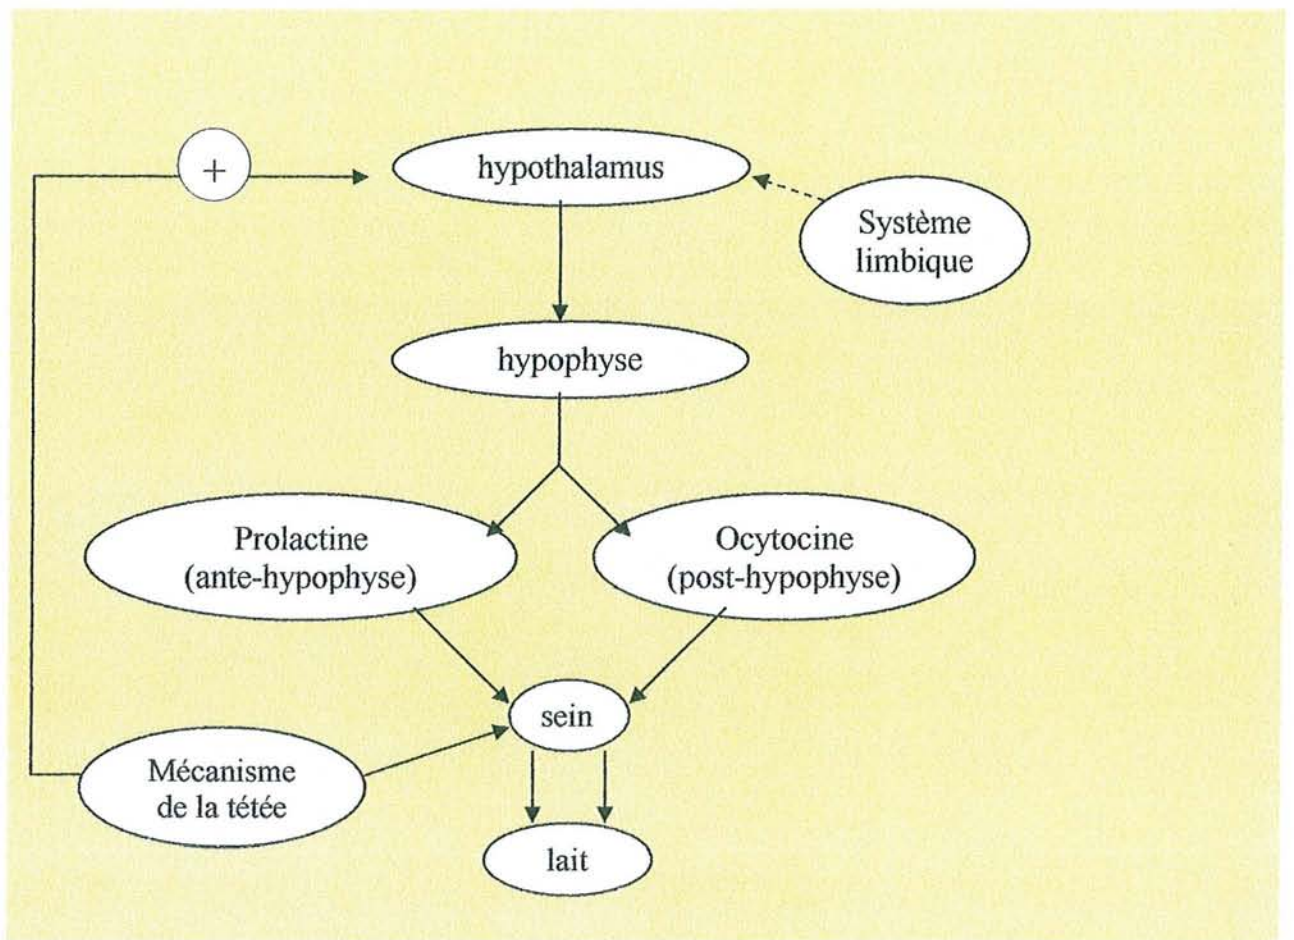 +
hypothalamus
Système
limbique
hypophyse
Prolactine
(ante-hypophyse)
Ocytocine
(post-hypophyse)
sein
Mécanisme
de la tétée
lait